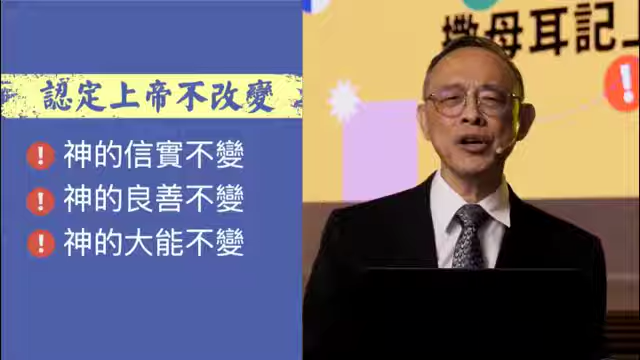 認定上帝不改變
神的信實不變
神的良善不變
神的大能不變
撒母耳記上